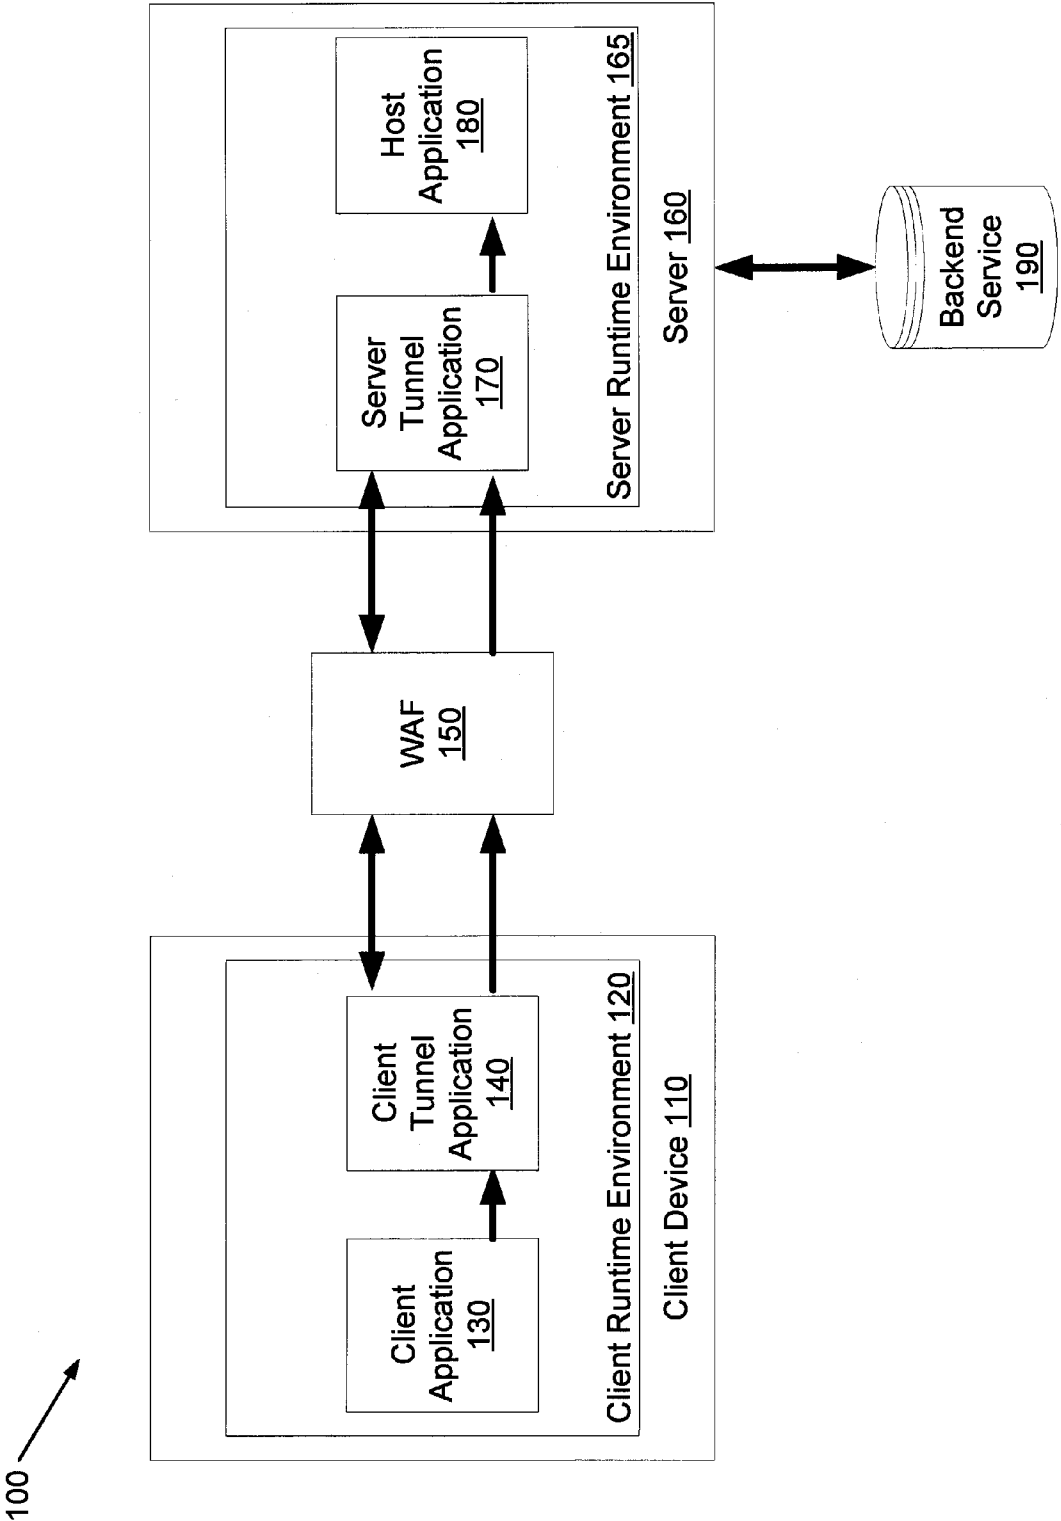 100
Client
Application
130
Client
Tunnel
Application
140
Client Runtime Environment 120
Client Device 110
WAF
150
Server
Tunnel
Application
170
Host
Application
180
Server Runtime Environment 165
Server 160
Backend
Service
190